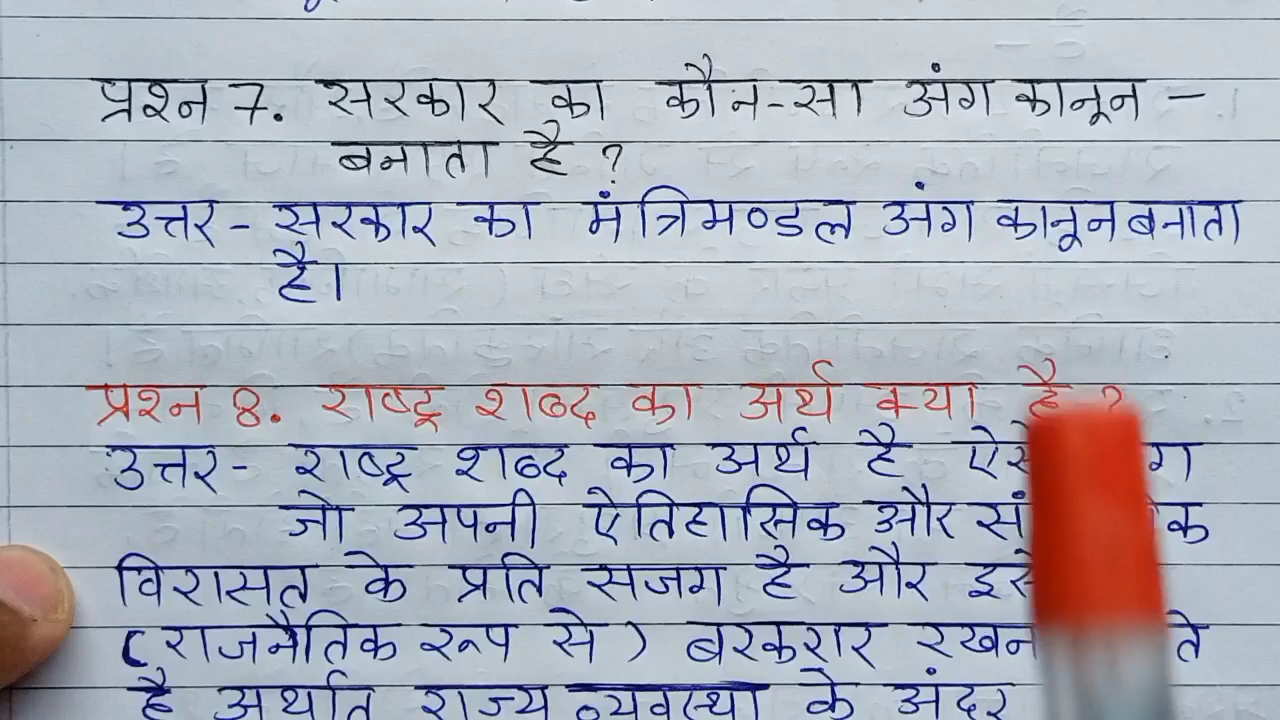 प्रश्न 7. सरकार का कौन-सा अंग कानून -
बनाता है ?
उत्तर - सरकार का मंत्रिमण्डल अंग कानून बनाता
है।
प्रश्न 8. राष्ट्र शब्द का अर्थ क्या है ?
उत्तर - राष्ट्र शब्द का अर्थ है
जो अपनी ऐतिहासिक और
विरासत के प्रति सजग है और
(राजनैतिक रूप से) बरकरार
है अर्थात राज्य व्यवस्था के अंदर